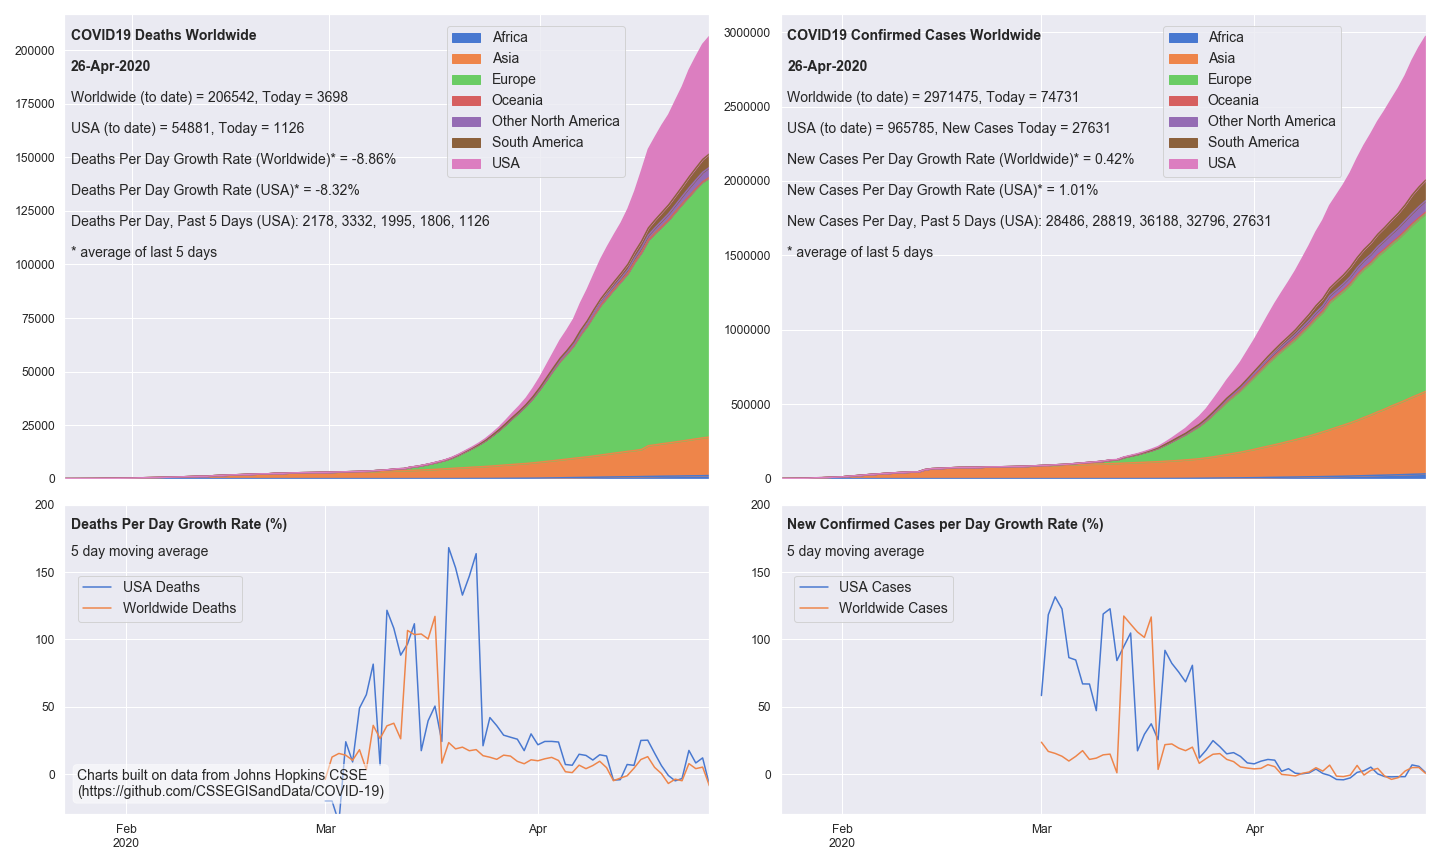 COVID19 Deaths Worldwide
26-Apr-2020
Worldwide (to date) = 206542, Today = 3698
USA (to date) = 54881, Today = 1126
Deaths Per Day Growth Rate (Worldwide)* = -8.86%
Deaths Per Day Growth Rate (USA)* = -8.32%
Deaths Per Day, Past 5 Days (USA): 2178, 3332, 1995, 1806, 1126
* average of last 5 days
Africa
Asia
Europe
Oceania
Other North America
South America
USA
200000
175000
150000
125000
100000
75000
50000
25000
0
COVID19 Confirmed Cases Worldwide
26-Apr-2020
Worldwide (to date) = 2971475, Today = 74731
USA (to date) = 965785, New Cases Today = 27631
New Cases Per Day Growth Rate (Worldwide)* = 0.42%
New Cases Per Day Growth Rate (USA)* = 1.01%
New Cases Per Day, Past 5 Days (USA): 28486, 28819, 36188, 32796, 27631
* average of last 5 days
Africa
Asia
Europe
Oceania
Other North America
South America
USA
3000000
2500000
2000000
1500000
1000000
500000
0
Deaths Per Day Growth Rate (%)
5 day moving average
USA Deaths
Worldwide Deaths
200
150
100
50
0
Charts built on data from Johns Hopkins CSSE
(https://github.com/CSSEGISandData/COVID-19)
Feb
2020
Mar
Apr
New Confirmed Cases per Day Growth Rate (%)
5 day moving average
USA Cases
Worldwide Cases
200
150
100
50
0
Feb
2020
Mar
Apr